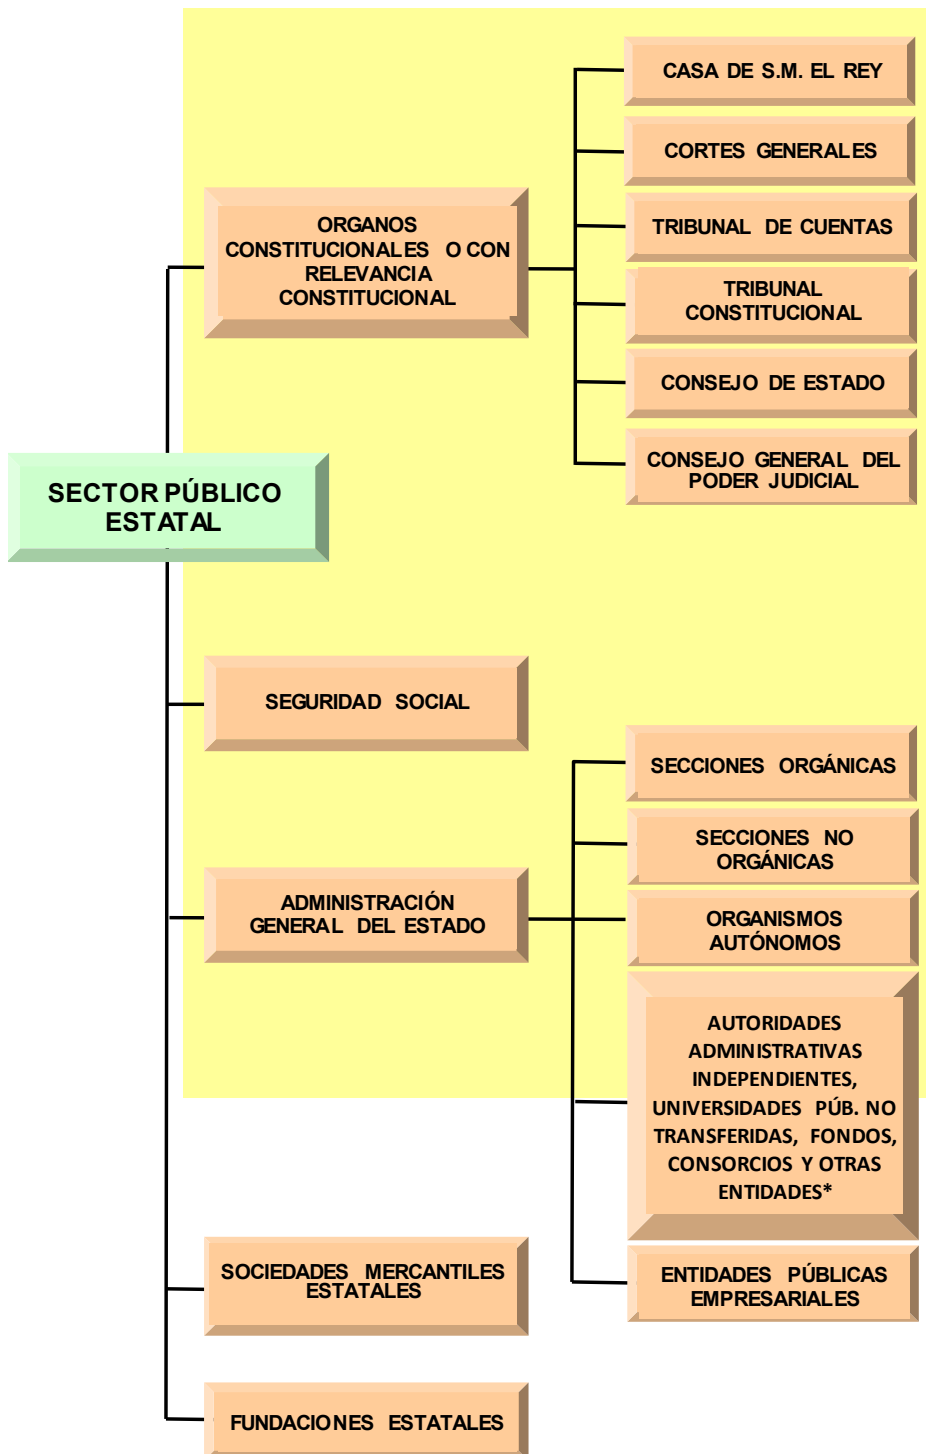 CASA DE S.M. EL REY
CORTES GENERALES
TRIBUNAL DE CUENTAS
ORGANOS
CONSTITUCIONALES O CON
RELEVANCIA
CONSTITUCIONAL
TRIBUNAL
CONSTITUCIONAL
CONSEJO DE ESTADO
CONSEJO GENERAL DEL
PODER JUDICIAL
SECTOR PÚBLICO
ESTATAL
SEGURIDAD SOCIAL
SECCIONES ORGÁNICAS
SECCIONES NO
ORGÁNICAS
ADMINISTRACIÓN
GENERAL DEL ESTADO
ORGANISMOS
AUTÓNOMOS
AUTORIDADES
ADMINISTRATIVAS
INDEPENDIENTES,
UNIVERSIDADES PÚB. NO
TRANSFERIDAS, FONDOS,
CONSORCIOS Y OTRAS
ENTIDADES*
SOCIEDADES MERCANTILES
ESTATALES
ENTIDADES PÚBLICAS
EMPRESARIALES
FUNDACIONES ESTATALES